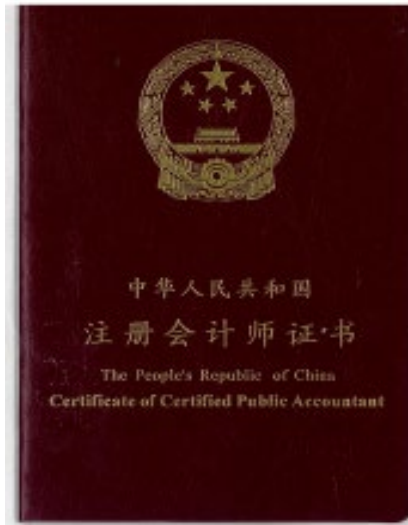 中华人民共和国
注册会计师证书
The People's Republic of China
Certificate of Certified Public Accountant